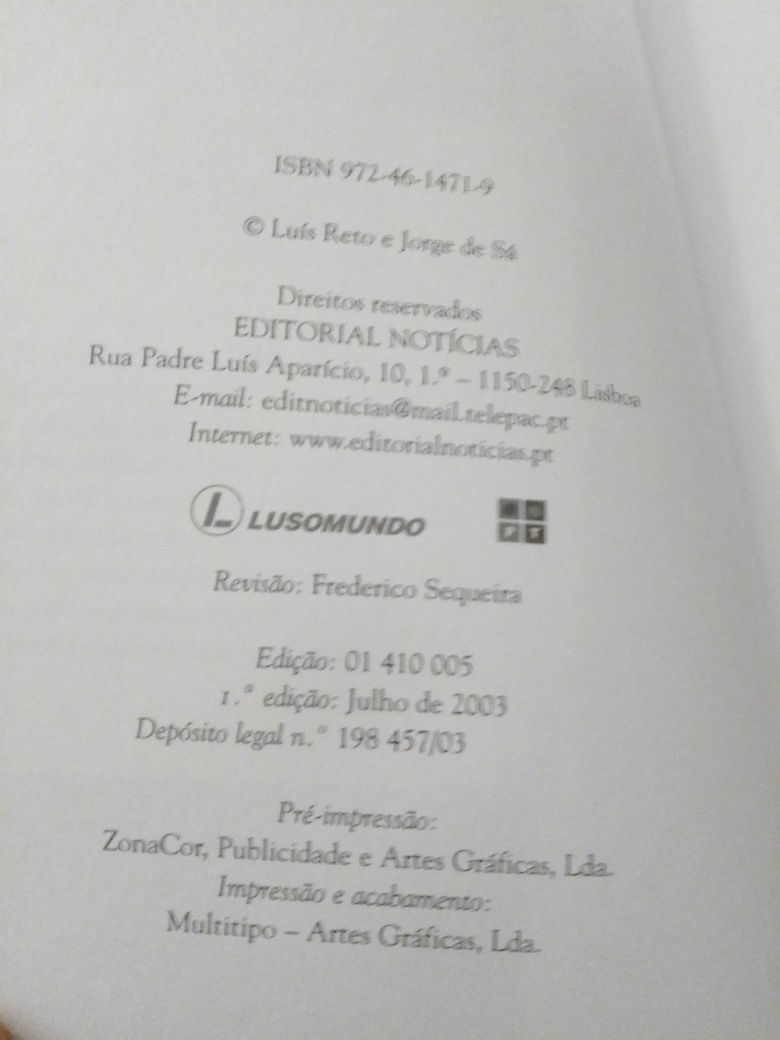 ISBN 972-46-1471-9
© Luís Reto e Jorge de Sá
Direitos reservados
EDITORIAL NOTÍCIAS
Rua Padre Luís Aparício, 10, 1.º – 1150-248 Lisboa
E-mail: editnoticias@mail.telepac.pt
Internet: www.editorialnoticias.pt
L LUSOMUNDO
P T
Revisão: Frederico Sequeira
Edição: 01 410 005
1.ª edição: Julho de 2003
Depósito legal n.º 198 457/03
Pré-impressão:
ZonaCor, Publicidade e Artes Gráficas, Lda.
Impressão e acabamento:
Multitipo – Artes Gráficas, Lda.